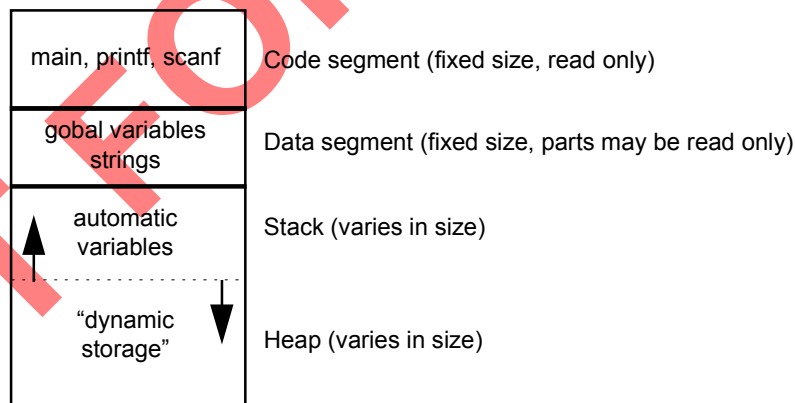 main, printf, scanf
Code segment (fixed size, read only)
gobal variables
strings
Data segment (fixed size, parts may be read only)
automatic
variables
Stack (varies in size)
“dynamic
storage”
Heap (varies in size)